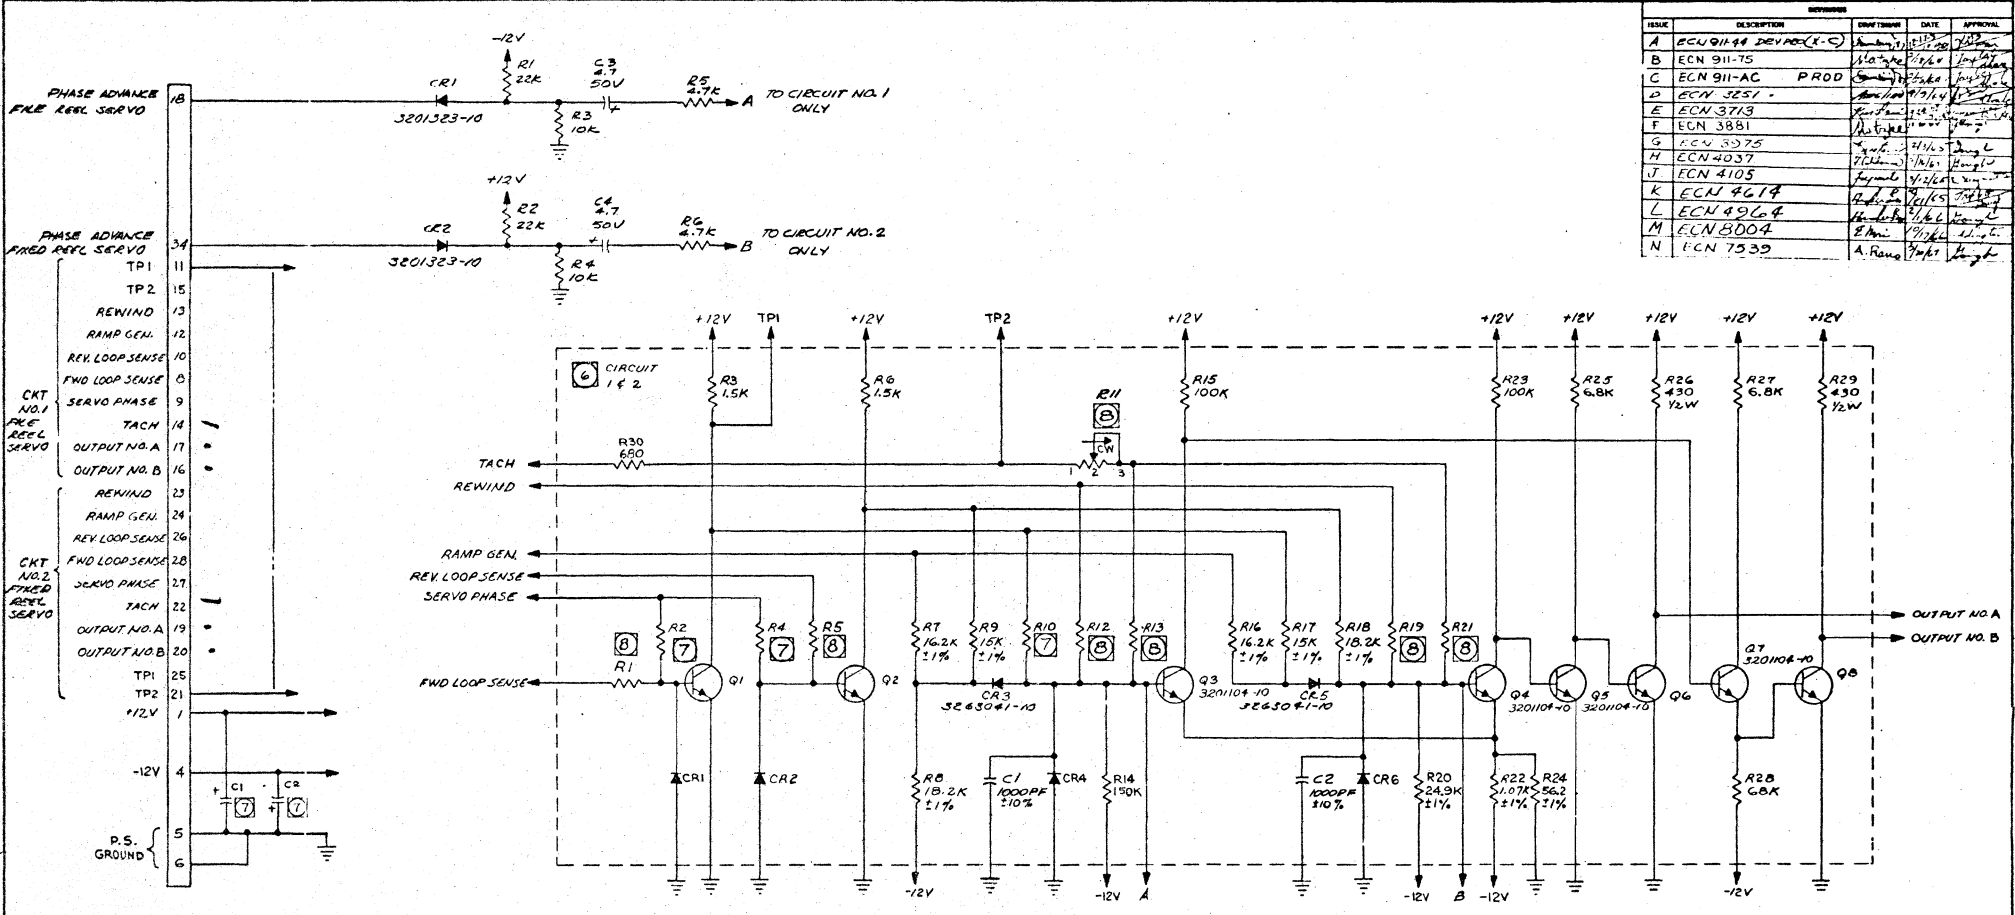 REVISIONS
ISSUE DESCRIPTION DRAFTSMAN DATE APPROVAL
A ECN 911-44 DEV PROD (X-C)
B ECN 911-75
C ECN 911-AC PROD
D ECN 3251
E ECN 3713
F ECN 3881
G ECN 3975
H ECN 4037
J ECN 4105
K ECN 4614
L ECN 4964
M ECN 8004
N ECN 7539 A. Rana
PHASE ADVANCE
FILE REEL SERVO
18
CR1
3201323-10
-12V
R1
22K
R3
10K
C3
4.7
50V
R5
4.7K
A
TO CIRCUIT NO. 1
ONLY
PHASE ADVANCE
FIXED REEL SERVO
34
CR2
3201323-10
+12V
R2
22K
R4
10K
C4
4.7
50V
R6
4.7K
B
TO CIRCUIT NO. 2
ONLY
TP1 11
TP2 15
REWIND 13
RAMP GEN. 12
REV. LOOP SENSE 10
FWD LOOP SENSE 8
SERVO PHASE 9
TACH 14
OUTPUT NO. A 17
OUTPUT NO. B 16
CKT
NO.1
FILE
REEL
SERVO
REWIND 23
RAMP GEN. 24
REV. LOOP SENSE 26
FWD LOOP SENSE 28
SERVO PHASE 27
TACH 22
OUTPUT NO. A 19
OUTPUT NO. B 20
TP1 25
TP2 21
CKT
NO.2
FIXED
REEL
SERVO
+12V 1
-12V 4
+ C1 7
C2 + 7
P.S.
GROUND
5
6
6 CIRCUIT
1 & 2
+12V TP1 +12V TP2 +12V +12V +12V +12V +12V +12V
R3
1.5K
R6
1.5K
R11
8
CW
1 2 3
R15
100K
R23
100K
R25
6.8K
R26
430
1/2W
R27
6.8K
R29
430
1/2W
R30
680
TACH
REWIND
RAMP GEN.
REV. LOOP SENSE
SERVO PHASE
FWD LOOP SENSE
OUTPUT NO. A
OUTPUT NO. B
8
R1
R2
7
Q1
R4
7
R5
8
Q2
R7
16.2K
±1%
R9
15K
±1%
R10
7
R12
8
R13
8
CR3
3263041-10
Q3
3201104-10
R16
16.2K
±1%
R17
15K
±1%
R18
18.2K
±1%
R19
8
R21
8
CR5
3263041-10
Q4
3201104-10
Q5
3201104-10
Q6
Q7
3201104-10
Q8
CR1
CR2
R8
18.2K
±1%
C1
1000PF
±10%
CR4
R14
150K
C2
1000PF
±10%
CR6
R20
24.9K
±1%
R22
1.07K
±1%
R24
56.2
±1%
R28
68K
-12V -12V A -12V B -12V -12V